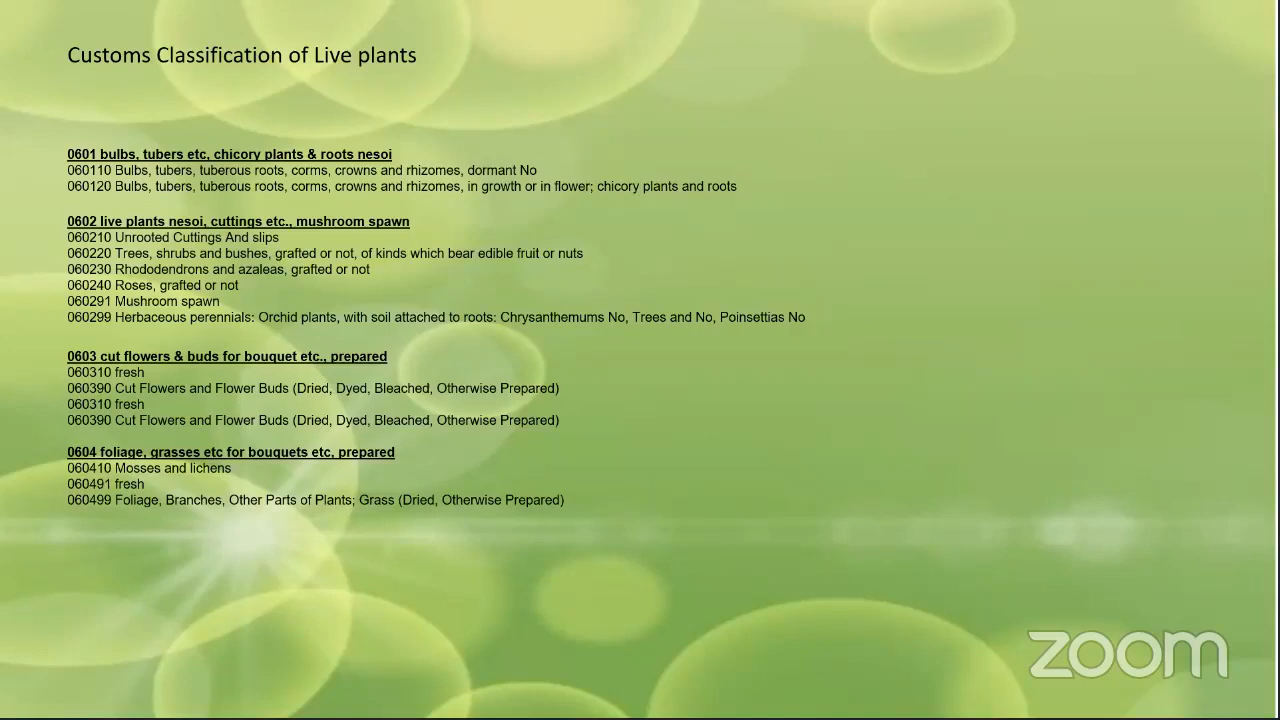 Customs Classification of Live plants
0601 bulbs, tubers etc, chicory plants & roots nesoi
060110 Bulbs, tubers, tuberous roots, corms, crowns and rhizomes, dormant No
060120 Bulbs, tubers, tuberous roots, corms, crowns and rhizomes, in growth or in flower; chicory plants and roots
0602 live plants nesoi, cuttings etc., mushroom spawn
060210 Unrooted Cuttings And slips
060220 Trees, shrubs and bushes, grafted or not, of kinds which bear edible fruit or nuts
060230 Rhododendrons and azaleas, grafted or not
060240 Roses, grafted or not
060291 Mushroom spawn
060299 Herbaceous perennials: Orchid plants, with soil attached to roots: Chrysanthemums No, Trees and No, Poinsettias No
0603 cut flowers & buds for bouquet etc., prepared
060310 fresh
060390 Cut Flowers and Flower Buds (Dried, Dyed, Bleached, Otherwise Prepared)
060310 fresh
060390 Cut Flowers and Flower Buds (Dried, Dyed, Bleached, Otherwise Prepared)
0604 foliage, grasses etc for bouquets etc, prepared
060410 Mosses and lichens
060491 fresh
060499 Foliage, Branches, Other Parts of Plants; Grass (Dried, Otherwise Prepared)
zoom